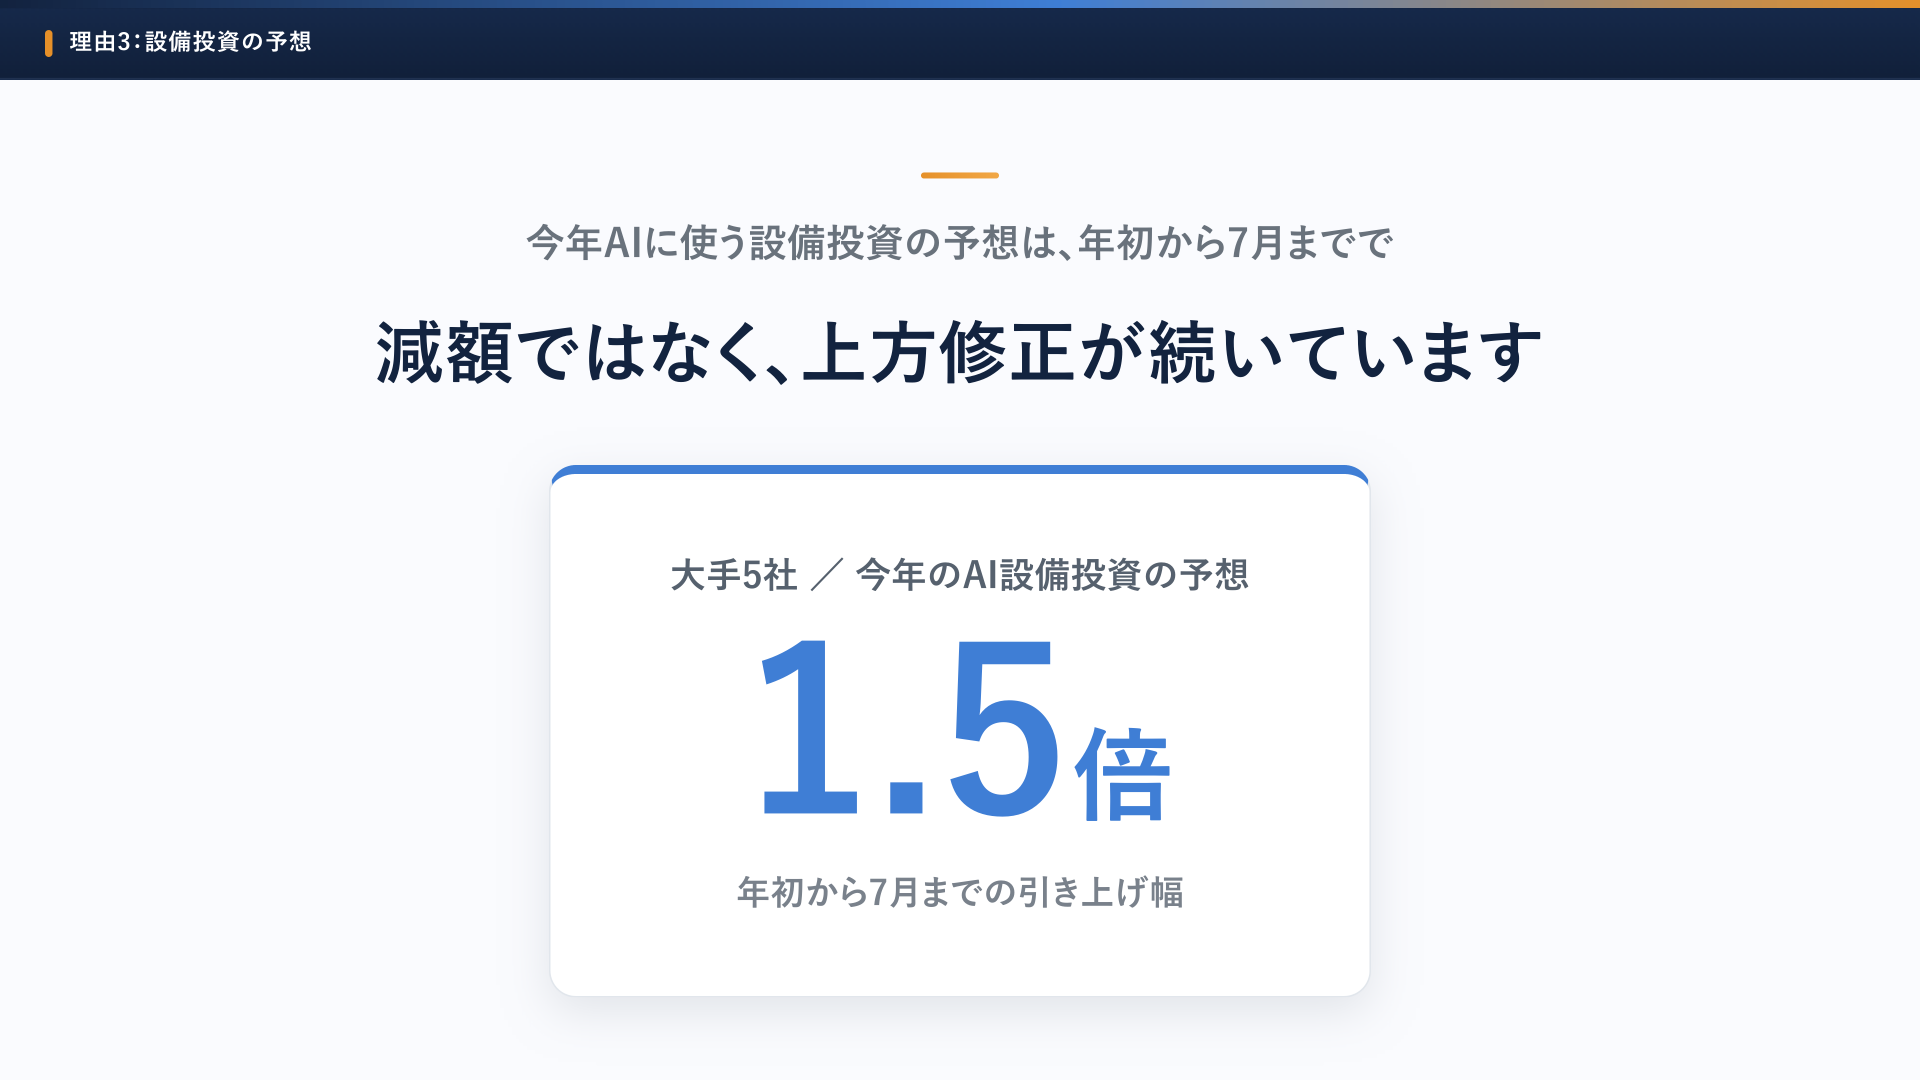 理由3：設備投資の予想
今年AIに使う設備投資の予想は、年初から7月までで
減額ではなく、上方修正が続いています
大手5社 ／ 今年のAI設備投資の予想
1.5倍
年初から7月までの引き上げ幅